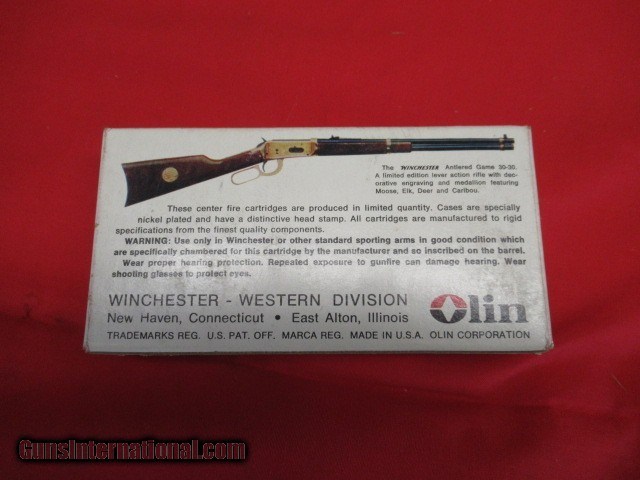 The WINCHESTER Antlered Game 30-30.
A limited edition lever action rifle with dec-
orative engraving and medallion featuring
Moose, Elk, Deer and Caribou.
These center fire cartridges are produced in limited quantity. Cases are specially
nickel plated and have a distinctive head stamp. All cartridges are manufactured to rigid
specifications from the finest quality components.
WARNING: Use only in Winchester or other standard sporting arms in good condition which
are specifically chambered for this cartridge by the manufacturer and so inscribed on the barrel.
Wear proper hearing protection. Repeated exposure to gunfire can damage hearing. Wear
shooting glasses to protect eyes.
WINCHESTER - WESTERN DIVISION
New Haven, Connecticut • East Alton, Illinois
Olin
TRADEMARKS REG. U.S. PAT. OFF. MARCA REG. MADE IN U.S.A. OLIN CORPORATION
GunsInternational.com